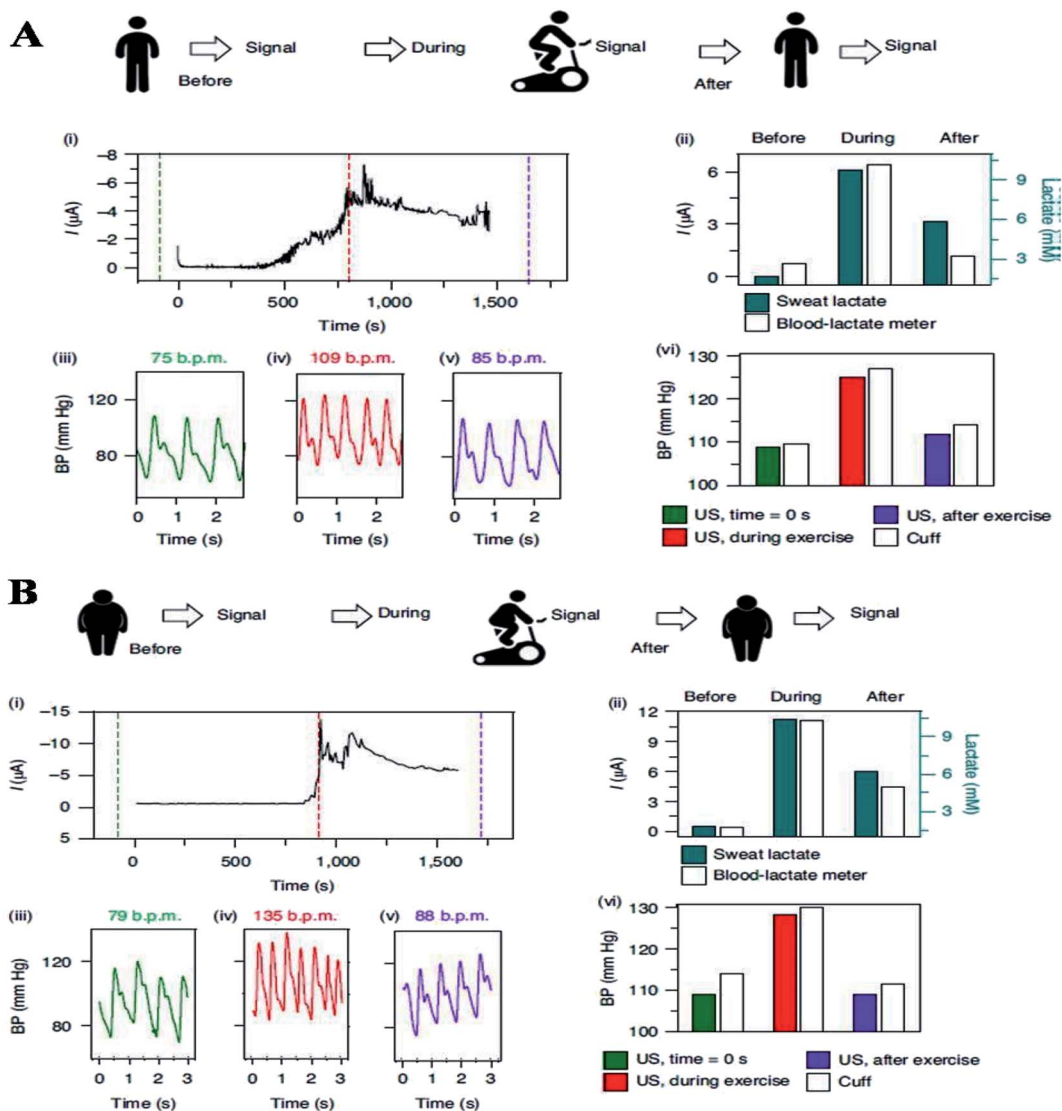 A
Signal
Before
During
Signal
After
Signal
(i)
−8
−6
−4
−2
0
I (µA)
0 500 1,000 1,500
Time (s)
(ii)
Before During After
6
3
0
I (µA)
9
6
3
Lactate (mM)
Sweat lactate
Blood-lactate meter
(iii) 75 b.p.m.
(iv) 109 b.p.m.
(v) 85 b.p.m.
120
80
BP (mm Hg)
0 1 2
Time (s)
0 1 2
Time (s)
0 1 2
Time (s)
(vi)
130
120
110
100
BP (mm Hg)
US, time = 0 s
US, after exercise
US, during exercise
Cuff
B
Signal
Before
During
Signal
After
Signal
(i)
−15
−10
−5
0
5
I (µA)
0 500 1,000 1,500
Time (s)
(ii)
Before During After
12
9
6
3
0
I (µA)
9
6
3
Lactate (mM)
Sweat lactate
Blood-lactate meter
(iii) 79 b.p.m.
(iv) 135 b.p.m.
(v) 88 b.p.m.
120
80
BP (mm Hg)
0 1 2 3
Time (s)
0 1 2 3
Time (s)
0 1 2 3
Time (s)
(vi)
130
120
110
100
BP (mm Hg)
US, time = 0 s
US, after exercise
US, during exercise
Cuff